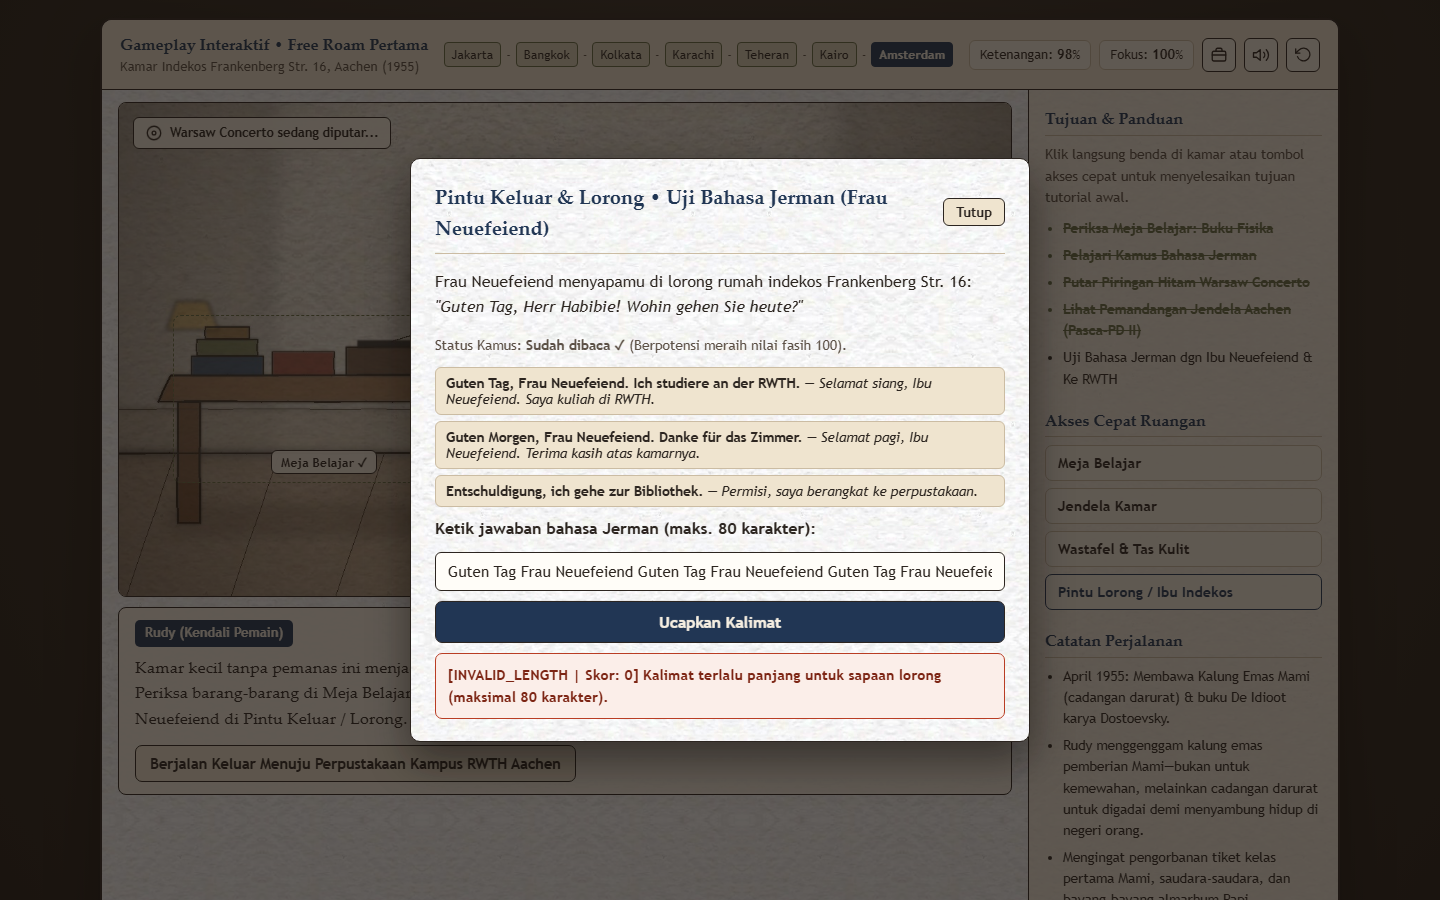 Gameplay Interaktif • Free Roam Pertama
Kamar Indekos Frankenberg Str. 16, Aachen (1955)
Jakarta - Bangkok - Kolkata - Karachi - Teheran - Kairo - Amsterdam
Ketenangan: 98%
Fokus: 100%
Warsaw Concerto sedang diputar...
Meja Belajar ✓
Rudy (Kendali Pemain)
Kamar kecil tanpa pemanas ini menja
Periksa barang-barang di Meja Belajar
Neuefeiend di Pintu Keluar / Lorong.
Berjalan Keluar Menuju Perpustakaan Kampus RWTH Aachen
Pintu Keluar & Lorong • Uji Bahasa Jerman (Frau
Neuefeiend)
Tutup
Frau Neuefeiend menyapamu di lorong rumah indekos Frankenberg Str. 16:
"Guten Tag, Herr Habibie! Wohin gehen Sie heute?"
Status Kamus: Sudah dibaca ✓ (Berpotensi meraih nilai fasih 100).
Guten Tag, Frau Neuefeiend. Ich studiere an der RWTH. — Selamat siang, Ibu
Neuefeiend. Saya kuliah di RWTH.
Guten Morgen, Frau Neuefeiend. Danke für das Zimmer. — Selamat pagi, Ibu
Neuefeiend. Terima kasih atas kamarnya.
Entschuldigung, ich gehe zur Bibliothek. — Permisi, saya berangkat ke perpustakaan.
Ketik jawaban bahasa Jerman (maks. 80 karakter):
Guten Tag Frau Neuefeiend Guten Tag Frau Neuefeiend Guten Tag Frau Neuefeie
Ucapkan Kalimat
[INVALID_LENGTH | Skor: 0] Kalimat terlalu panjang untuk sapaan lorong
(maksimal 80 karakter).
Tujuan & Panduan
Klik langsung benda di kamar atau tombol
akses cepat untuk menyelesaikan tujuan
tutorial awal.
• Periksa Meja Belajar: Buku Fisika
• Pelajari Kamus Bahasa Jerman
• Putar Piringan Hitam Warsaw Concerto
• Lihat Pemandangan Jendela Aachen
(Pasca-PD II)
• Uji Bahasa Jerman dgn Ibu Neuefeiend &
Ke RWTH
Akses Cepat Ruangan
Meja Belajar
Jendela Kamar
Wastafel & Tas Kulit
Pintu Lorong / Ibu Indekos
Catatan Perjalanan
• April 1955: Membawa Kalung Emas Mami
(cadangan darurat) & buku De Idioot
karya Dostoevsky.
• Rudy menggenggam kalung emas
pemberian Mami—bukan untuk
kemewahan, melainkan cadangan darurat
untuk digadai demi menyambung hidup di
negeri orang.
• Mengingat pengorbanan tiket kelas
pertama Mami, saudara-saudara, dan
bayang-bayang almarhum Papi